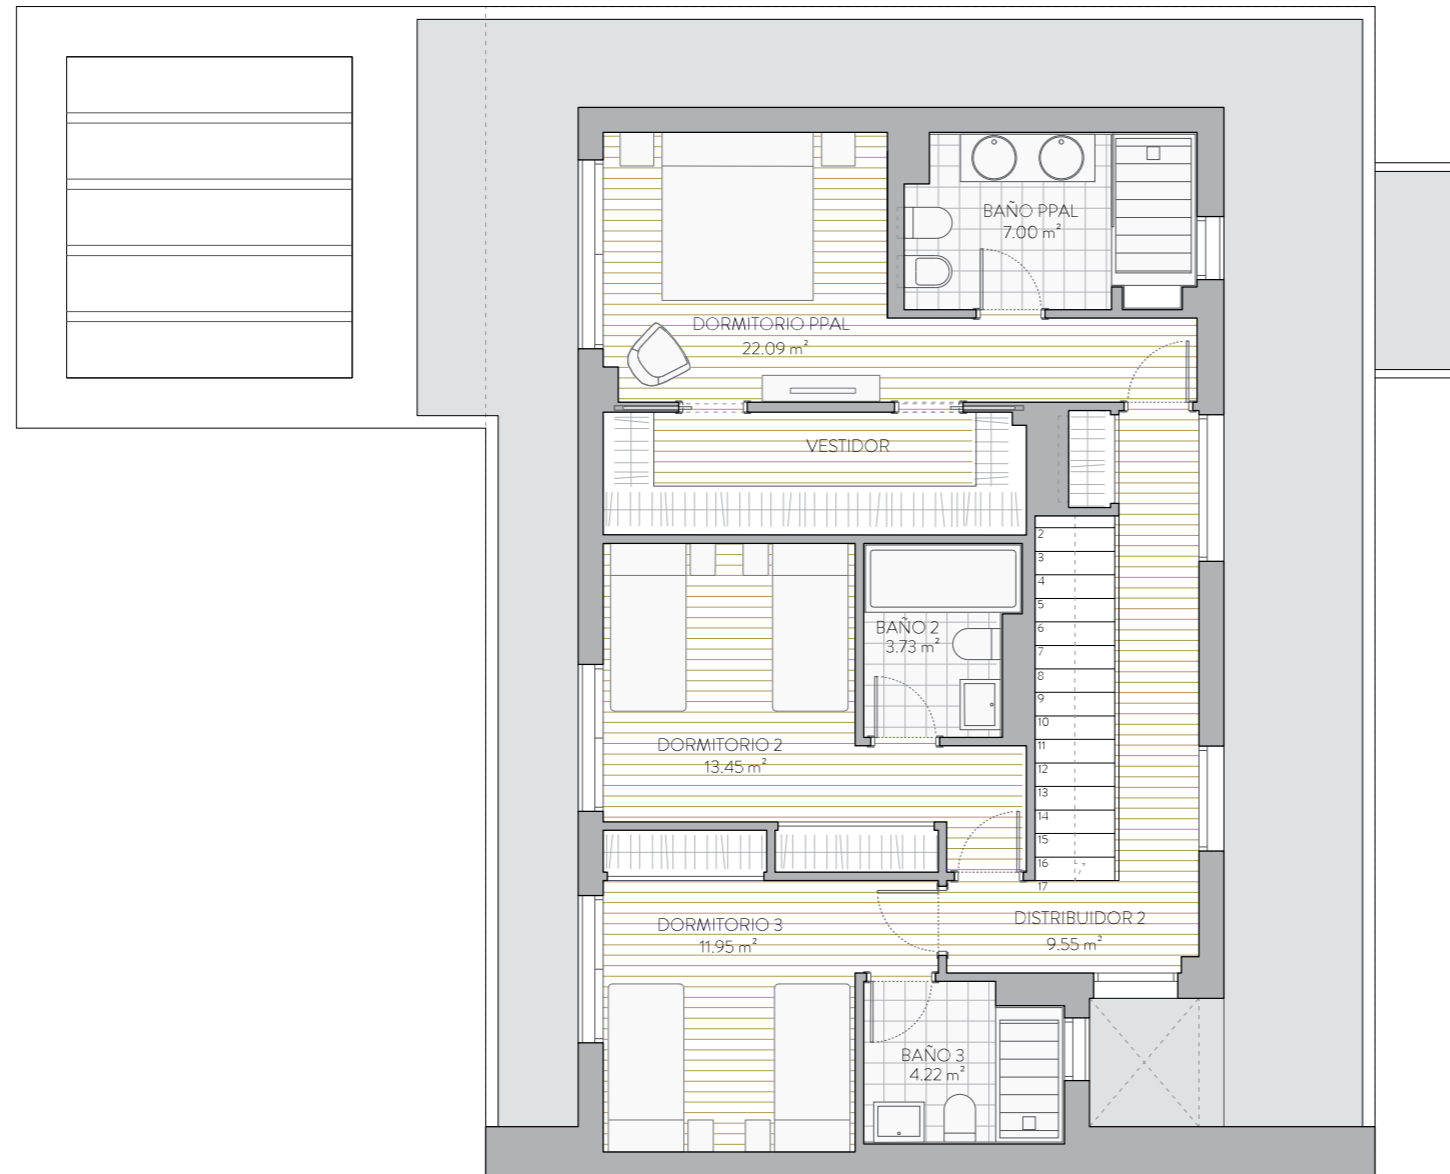 BAÑO PPAL
7.00 m²
DORMITORIO PPAL
22.09 m²
VESTIDOR
2
3
4
5
6
7
8
9
10
11
12
13
14
15
16
17
BAÑO 2
3.73 m²
DORMITORIO 2
13.45 m²
DORMITORIO 3
11.95 m²
DISTRIBUIDOR 2
9.55 m²
BAÑO 3
4.22 m²